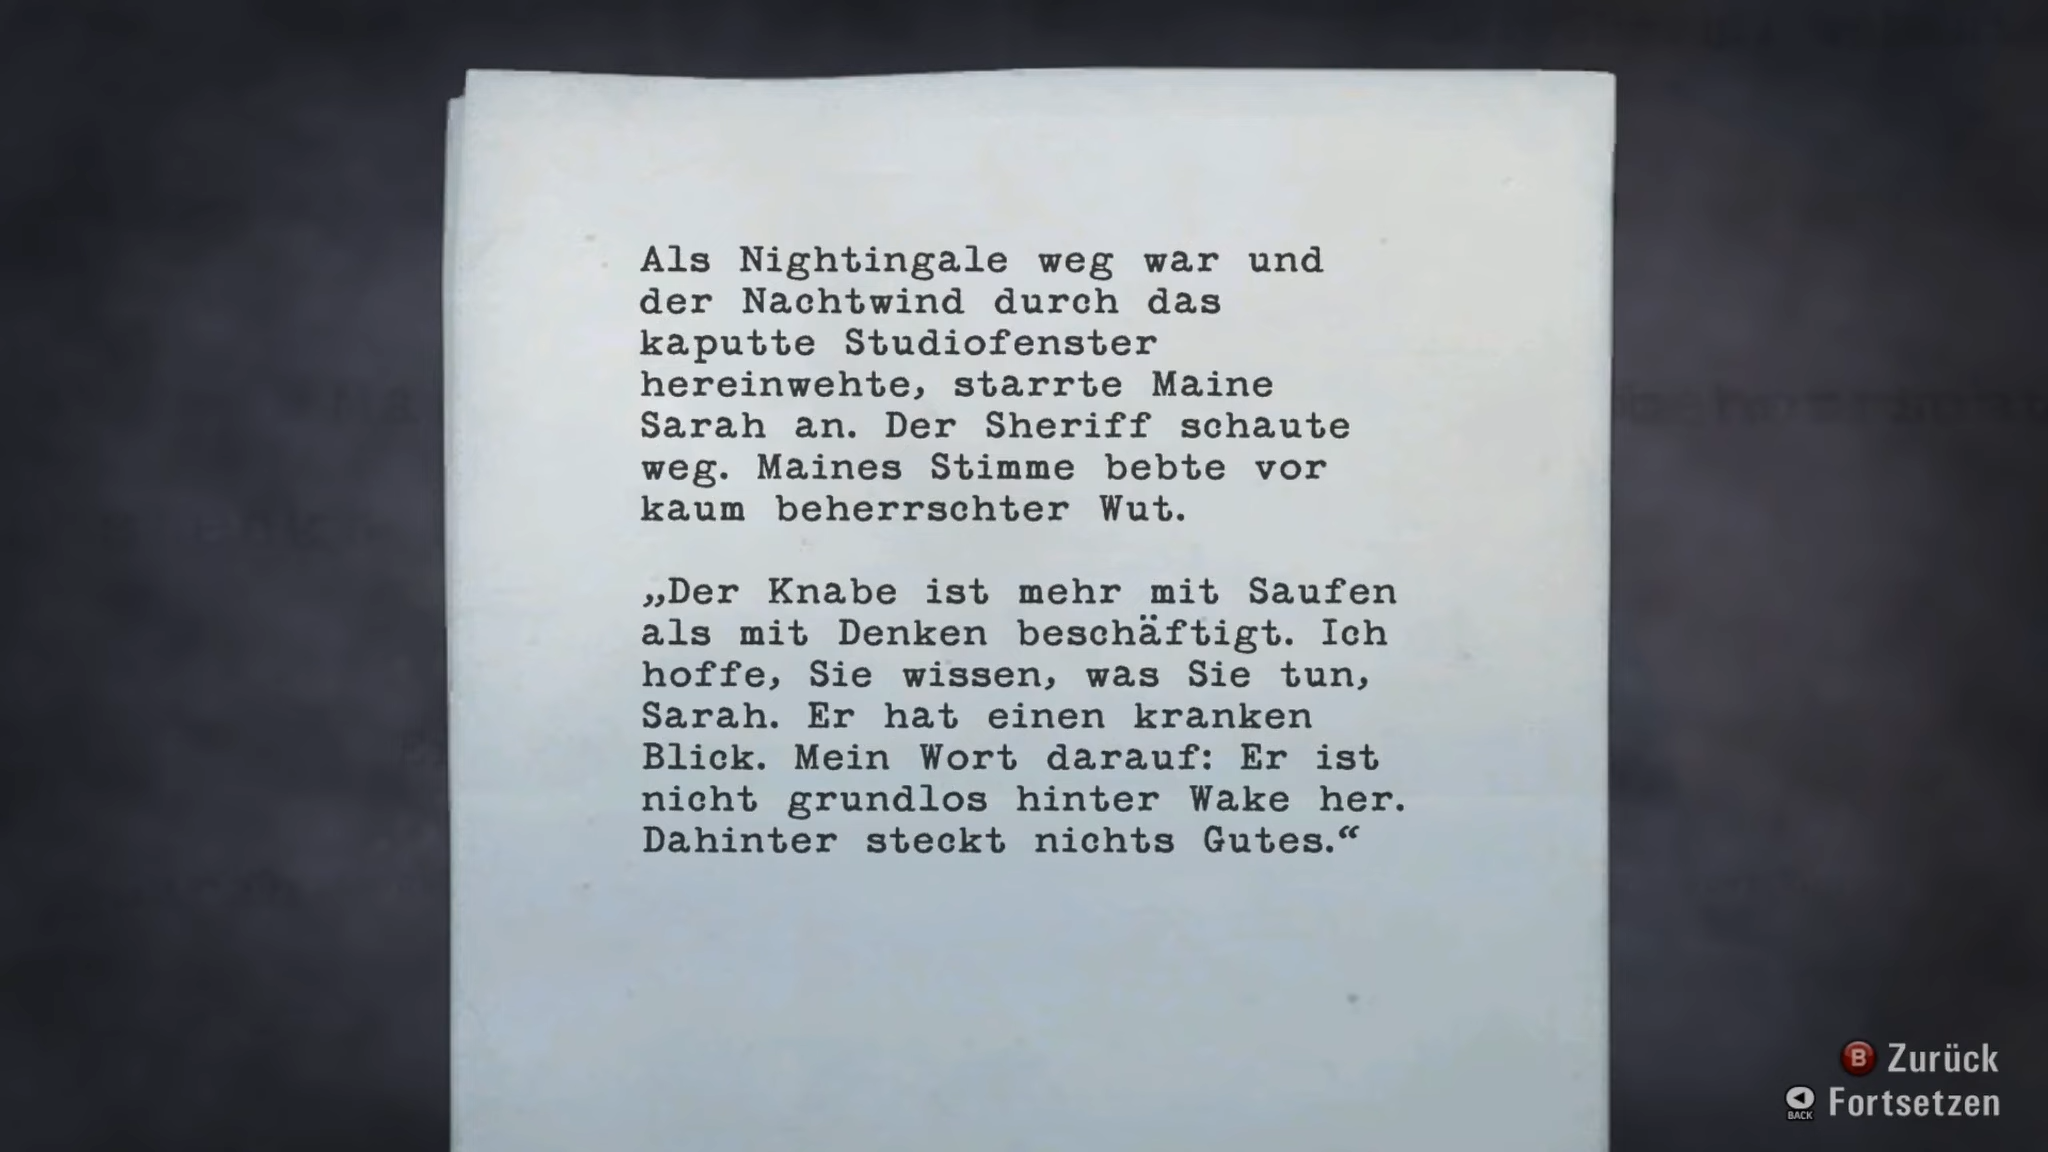 Als Nightingale weg war und
der Nachtwind durch das
kaputte Studiofenster
hereinwehte, starrte Maine
Sarah an. Der Sheriff schaute
weg. Maines Stimme bebte vor
kaum beherrschter Wut.
„Der Knabe ist mehr mit Saufen
als mit Denken beschäftigt. Ich
hoffe, Sie wissen, was Sie tun,
Sarah. Er hat einen kranken
Blick. Mein Wort darauf: Er ist
nicht grundlos hinter Wake her.
Dahinter steckt nichts Gutes.“
B Zurück
BACK Fortsetzen